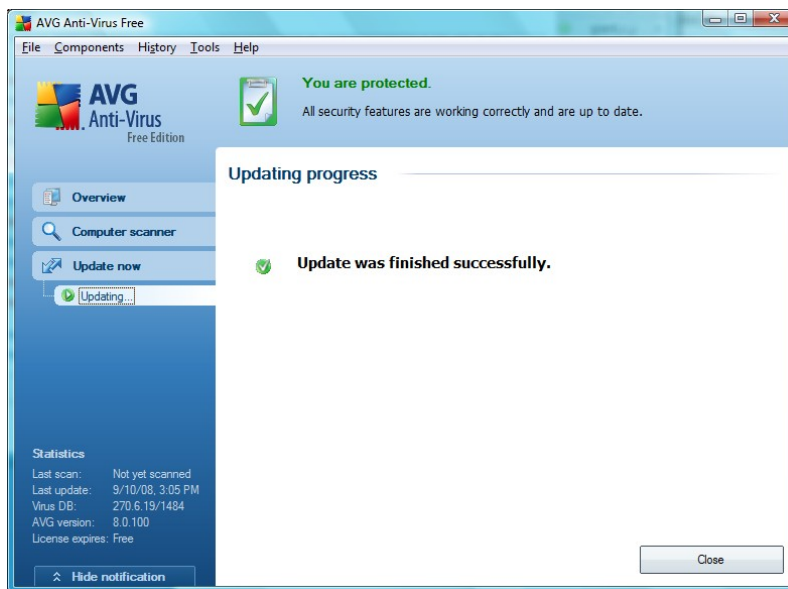 AVG Anti-Virus Free
File Components History Tools Help
AVG
Anti-Virus
Free Edition
You are protected.
All security features are working correctly and are up to date.
Updating progress
Overview
Computer scanner
Update now
Updating...
Update was finished successfully.
Statistics
Last scan: Not yet scanned
Last update: 9/10/08, 3:05 PM
Virus DB: 270.6.19/1484
AVG version: 8.0.100
License expires: Free
Hide notification
Close